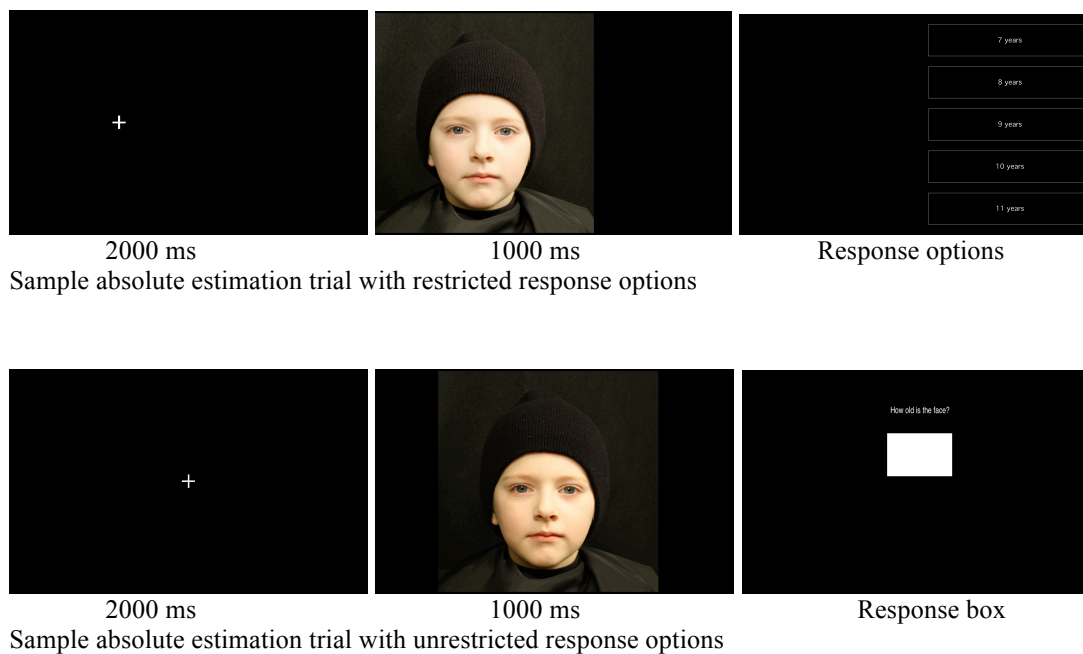 7 years
8 years
9 years
10 years
11 years
2000 ms 1000 ms Response options
Sample absolute estimation trial with restricted response options
How old is the face?
2000 ms 1000 ms Response box
Sample absolute estimation trial with unrestricted response options